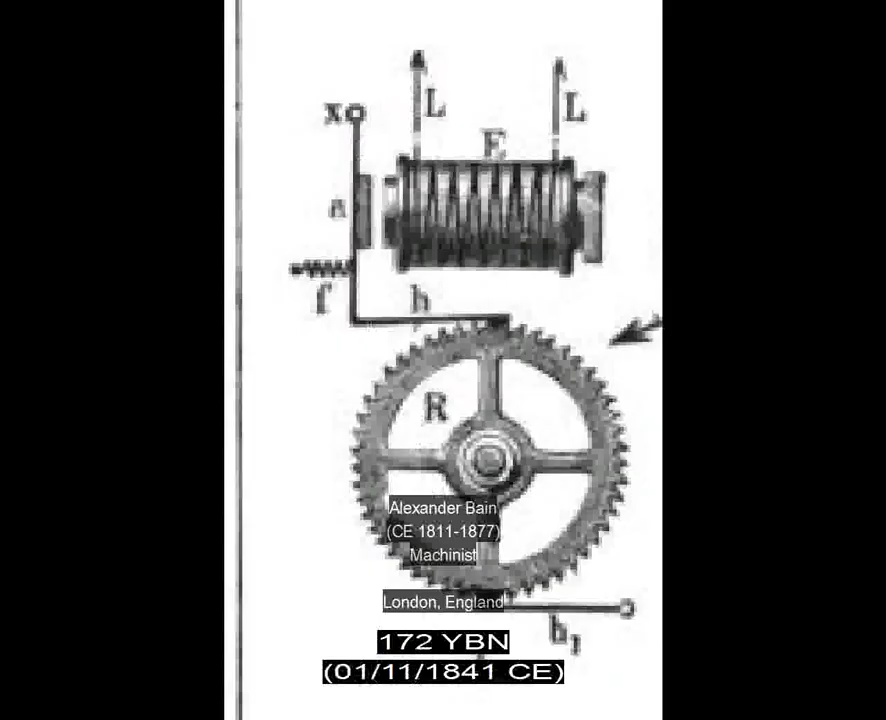 L
L
x
E
a
f
h
R
Alexander Bain
(CE 1811-1877)
Machinist
London, England
h1
172 YBN
(01/11/1841 CE)